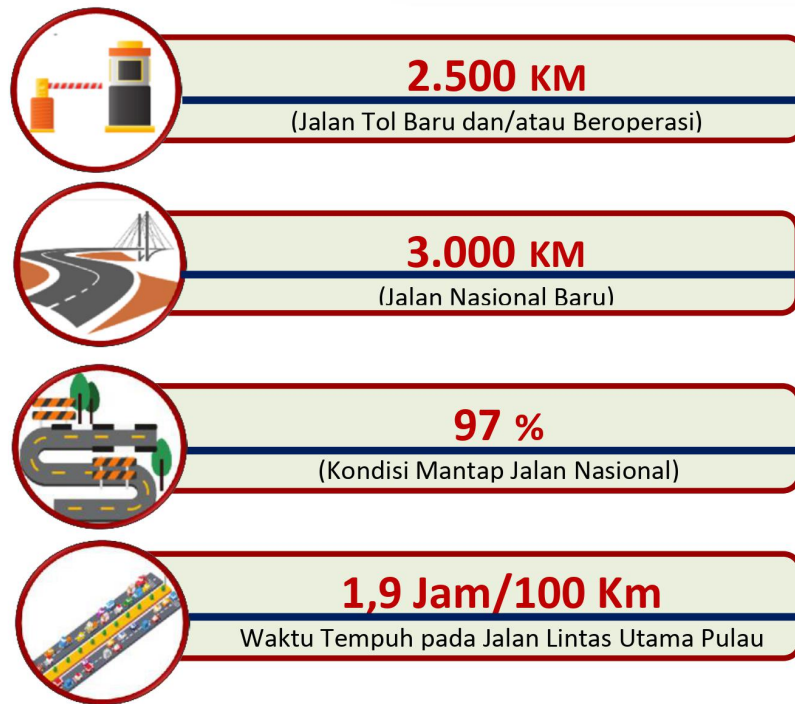 2.500 KM
(Jalan Tol Baru dan/atau Beroperasi)
3.000 KM
(Jalan Nasional Baru)
97 %
(Kondisi Mantap Jalan Nasional)
1,9 Jam/100 Km
Waktu Tempuh pada Jalan Lintas Utama Pulau